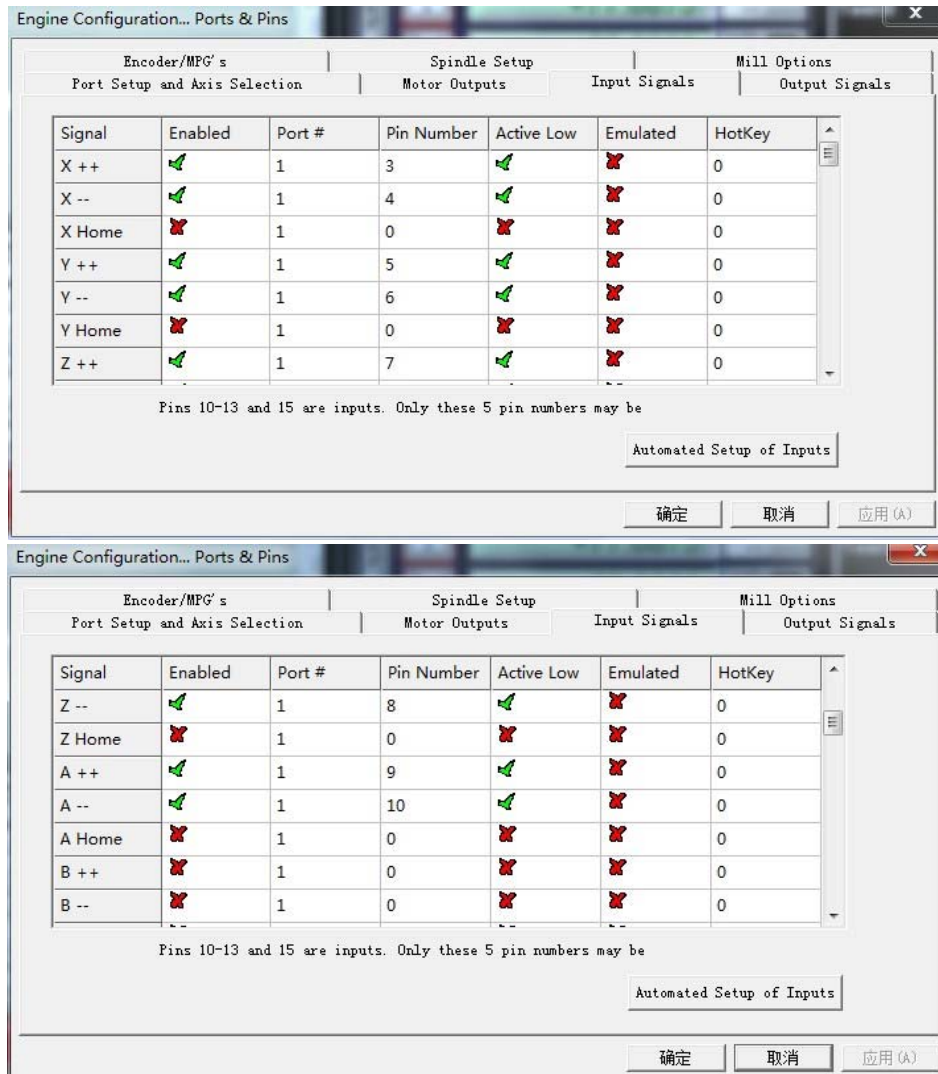 Engine Configuration... Ports & Pins
Encoder/MPG's Spindle Setup Mill Options
Port Setup and Axis Selection Motor Outputs Input Signals Output Signals
Signal Enabled Port # Pin Number Active Low Emulated HotKey
X ++ 1 3 0
X -- 1 4 0
X Home 1 0 0
Y ++ 1 5 0
Y -- 1 6 0
Y Home 1 0 0
Z ++ 1 7 0
Pins 10-13 and 15 are inputs. Only these 5 pin numbers may be
Automated Setup of Inputs
确定 取消 应用(A)
Engine Configuration... Ports & Pins
Encoder/MPG's Spindle Setup Mill Options
Port Setup and Axis Selection Motor Outputs Input Signals Output Signals
Signal Enabled Port # Pin Number Active Low Emulated HotKey
Z -- 1 8 0
Z Home 1 0 0
A ++ 1 9 0
A -- 1 10 0
A Home 1 0 0
B ++ 1 0 0
B -- 1 0 0
Pins 10-13 and 15 are inputs. Only these 5 pin numbers may be
Automated Setup of Inputs
确定 取消 应用(A)